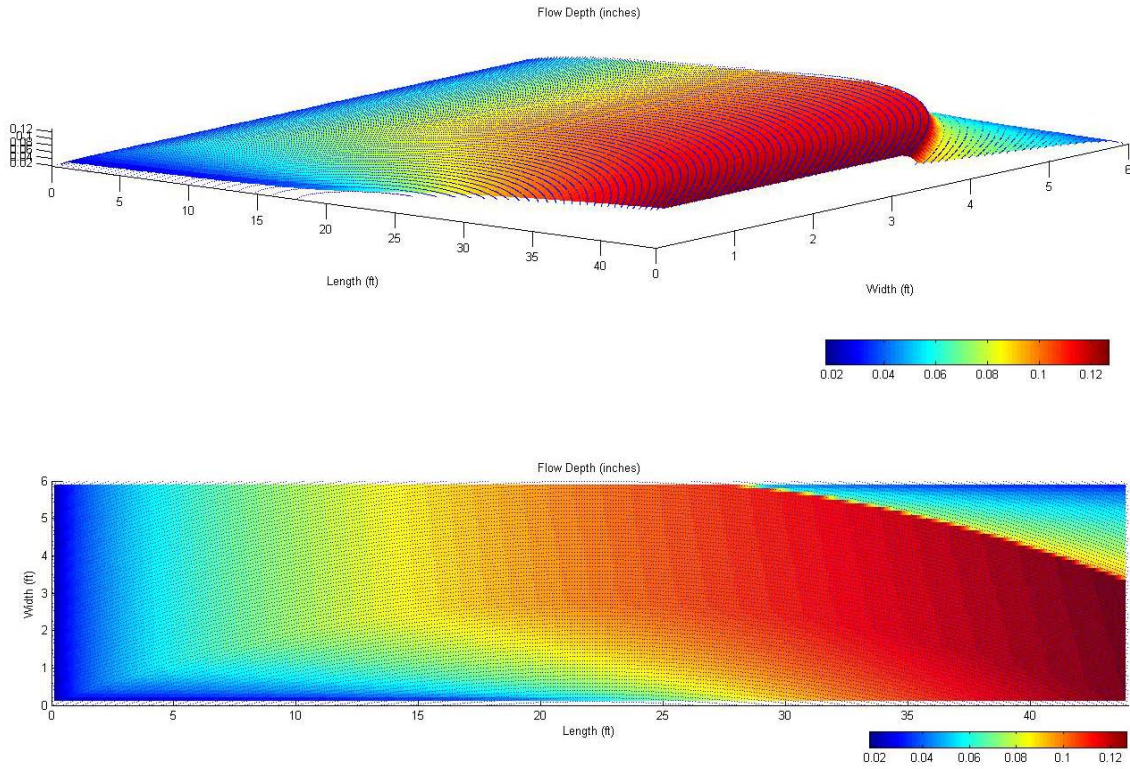 Flow Depth (inches)
0.12
0.1
0.02
0 5 10 15 20 25 30 35 40 0
1 2 3 4 5 6
Length (ft)
Width (ft)
0.02 0.04 0.06 0.08 0.1 0.12
Flow Depth (inches)
6
5
4
3
2
1
0
Width (ft)
0 5 10 15 20 25 30 35 40
Length (ft)
0.02 0.04 0.06 0.08 0.1 0.12